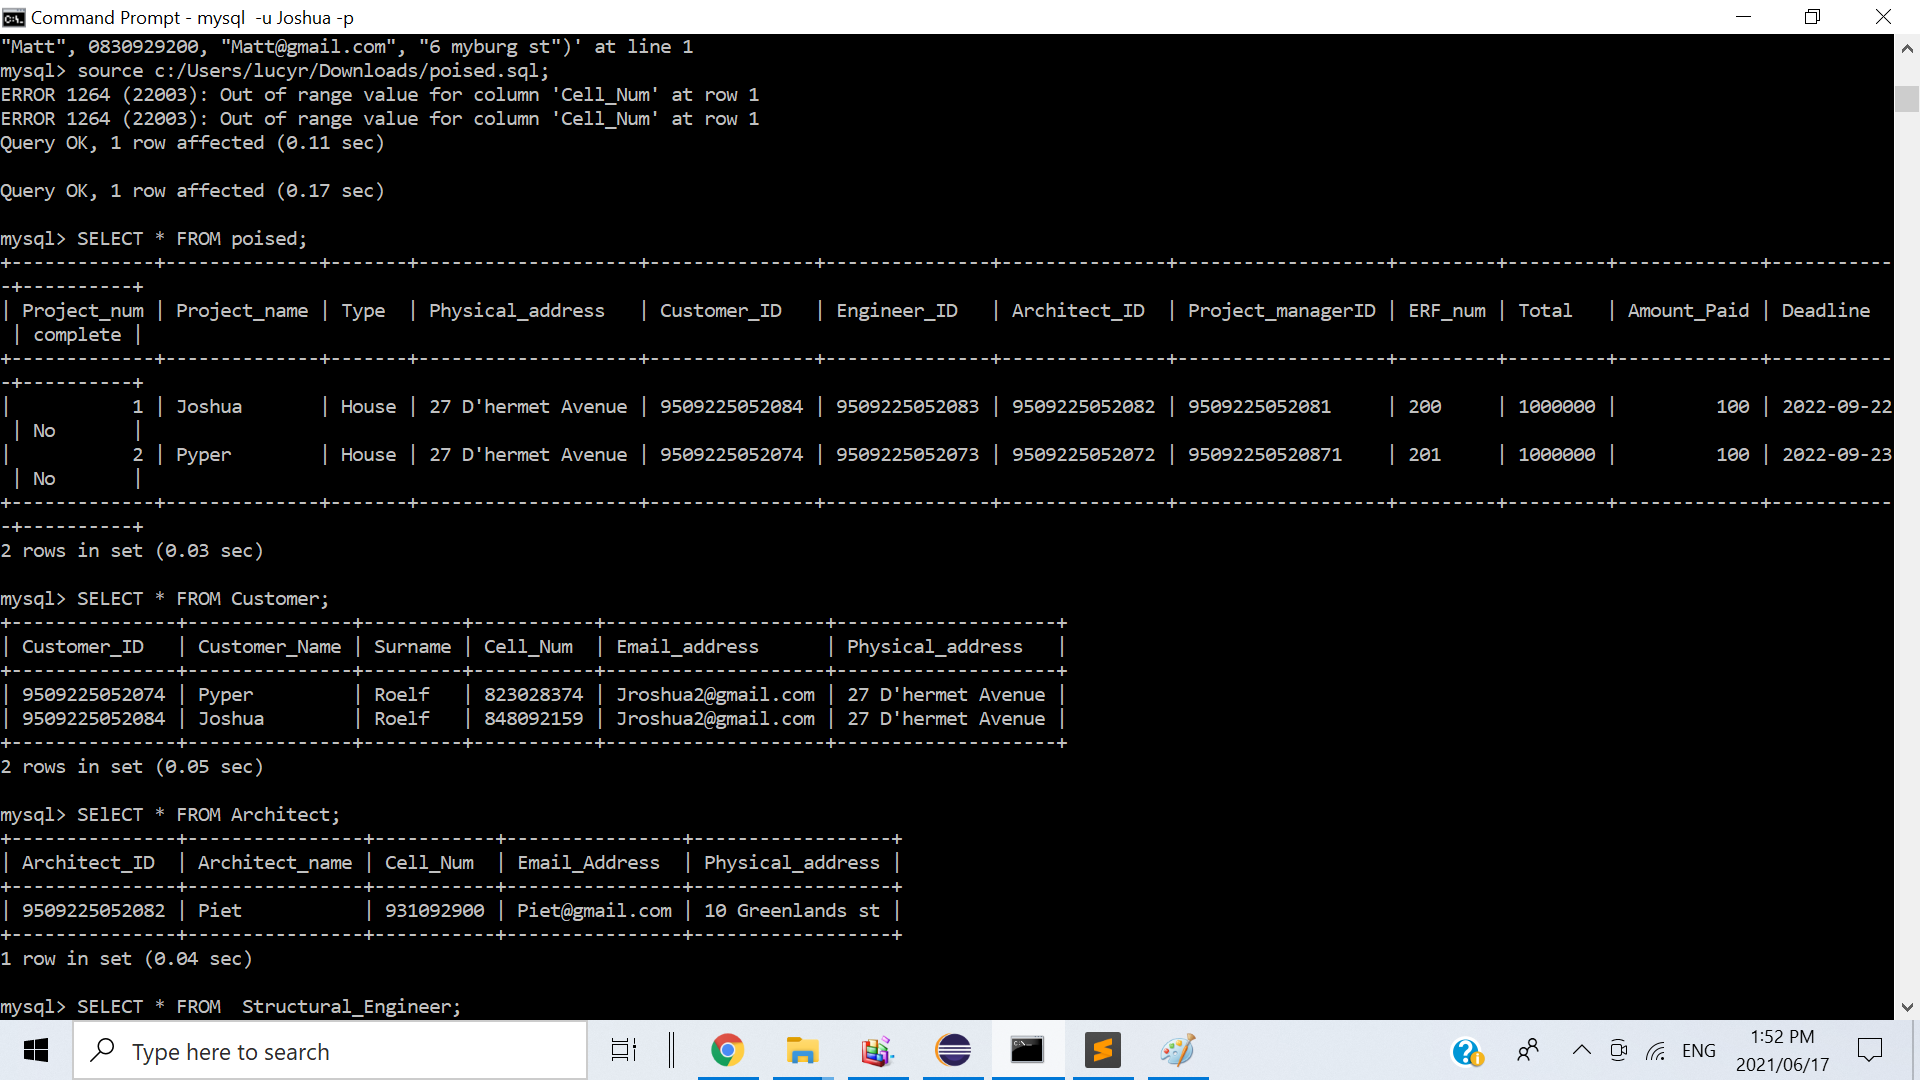 Command Prompt - mysql  -u Joshua -p
"Matt", 0830929200, "Matt@gmail.com", "6 myburg st")' at line 1
mysql> source c:/Users/lucyr/Downloads/poised.sql;
ERROR 1264 (22003): Out of range value for column 'Cell_Num' at row 1
ERROR 1264 (22003): Out of range value for column 'Cell_Num' at row 1
Query OK, 1 row affected (0.11 sec)
Query OK, 1 row affected (0.17 sec)
mysql> SELECT * FROM poised;
+-------------+--------------+-------+--------------------+---------------+---------------+---------------+-------------------+---------+---------+-------------+-----------
-+----------+
| Project_num | Project_name | Type  | Physical_address   | Customer_ID   | Engineer_ID   | Architect_ID  | Project_managerID | ERF_num | Total   | Amount_Paid | Deadline
 | complete |
+-------------+--------------+-------+--------------------+---------------+---------------+---------------+-------------------+---------+---------+-------------+-----------
-+----------+
|           1 | Joshua       | House | 27 D'hermet Avenue | 9509225052084 | 9509225052083 | 9509225052082 | 9509225052081     | 200     | 1000000 |         100 | 2022-09-22
 | No       |
|           2 | Pyper        | House | 27 D'hermet Avenue | 9509225052074 | 9509225052073 | 9509225052072 | 95092250520871    | 201     | 1000000 |         100 | 2022-09-23
 | No       |
+-------------+--------------+-------+--------------------+---------------+---------------+---------------+-------------------+---------+---------+-------------+-----------
-+----------+
2 rows in set (0.03 sec)
mysql> SELECT * FROM Customer;
+---------------+---------------+---------+-----------+--------------------+--------------------+
| Customer_ID   | Customer_Name | Surname | Cell_Num  | Email_address      | Physical_address   |
+---------------+---------------+---------+-----------+--------------------+--------------------+
| 9509225052074 | Pyper         | Roelf   | 823028374 | Jroshua2@gmail.com | 27 D'hermet Avenue |
| 9509225052084 | Joshua        | Roelf   | 848092159 | Jroshua2@gmail.com | 27 D'hermet Avenue |
+---------------+---------------+---------+-----------+--------------------+--------------------+
2 rows in set (0.05 sec)
mysql> SElECT * FROM Architect;
+---------------+----------------+-----------+----------------+------------------+
| Architect_ID  | Architect_name | Cell_Num  | Email_Address  | Physical_address |
+---------------+----------------+-----------+----------------+------------------+
| 9509225052082 | Piet           | 931092900 | Piet@gmail.com | 10 Greenlands st |
+---------------+----------------+-----------+----------------+------------------+
1 row in set (0.04 sec)
mysql> SELECT * FROM  Structural_Engineer;
Type here to search
ENG
1:52 PM
2021/06/17